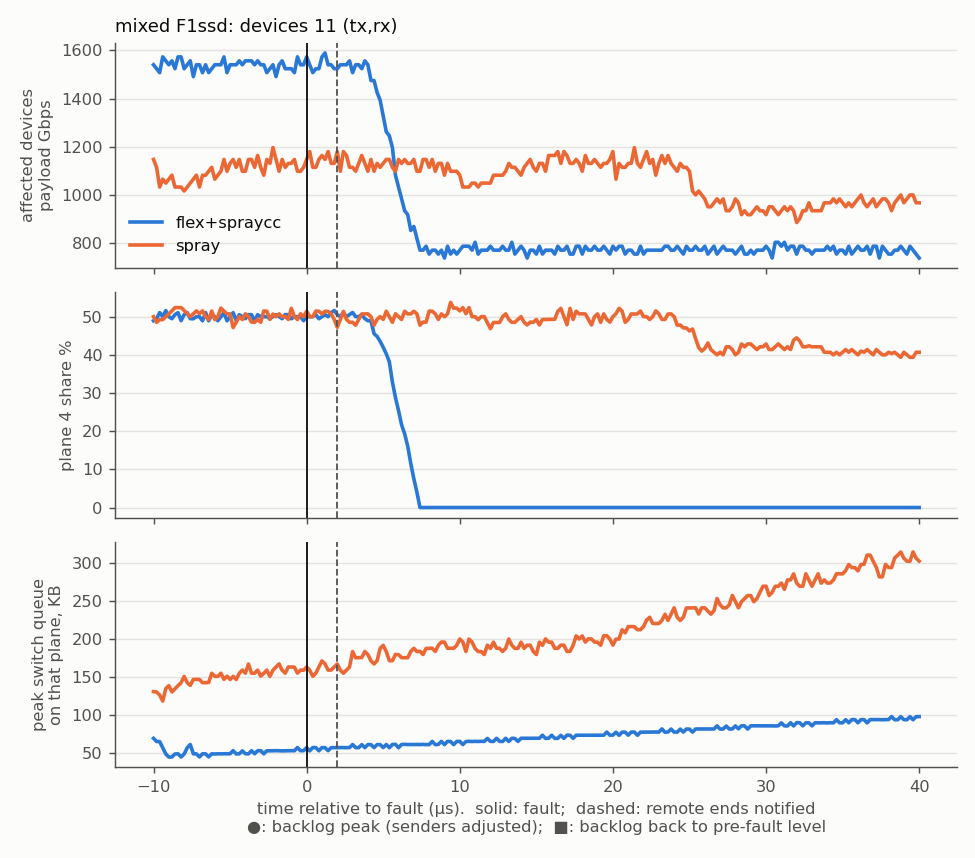 mixed F1ssd: devices 11 (tx,rx)
1600
1400
1200
1000
800
affected devices
payload Gbps
flex+spraycc
spray
50
40
30
20
10
0
plane 4 share %
300
250
200
150
100
50
peak switch queue
on that plane, KB
−10 0 10 20 30 40
time relative to fault (µs). solid: fault; dashed: remote ends notified
●: backlog peak (senders adjusted); ■: backlog back to pre-fault level